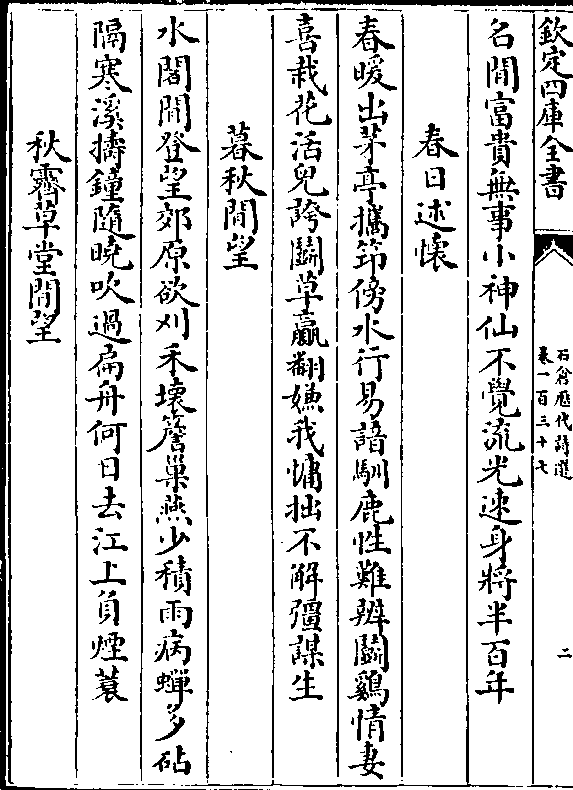 欽定四庫全書
石倉歷代詩選
卷一百三十七
二
名閒富貴無事小神仙不覺流光速身將半百年
春日述懷
春暖出茅亭攜筇傍水行易諳馴鹿性難辨鬭鷄情妻
喜栽花活兒誇鬭草贏翻嫌我慵拙不解彊謀生
暮秋閒望
水閣閒登望郊原欲刈禾壞簷巢燕少積雨病蟬多砧
隔寒溪擣鐘隨曉吹過扁舟何日去江上負煙蓑
秋霽草堂閒望